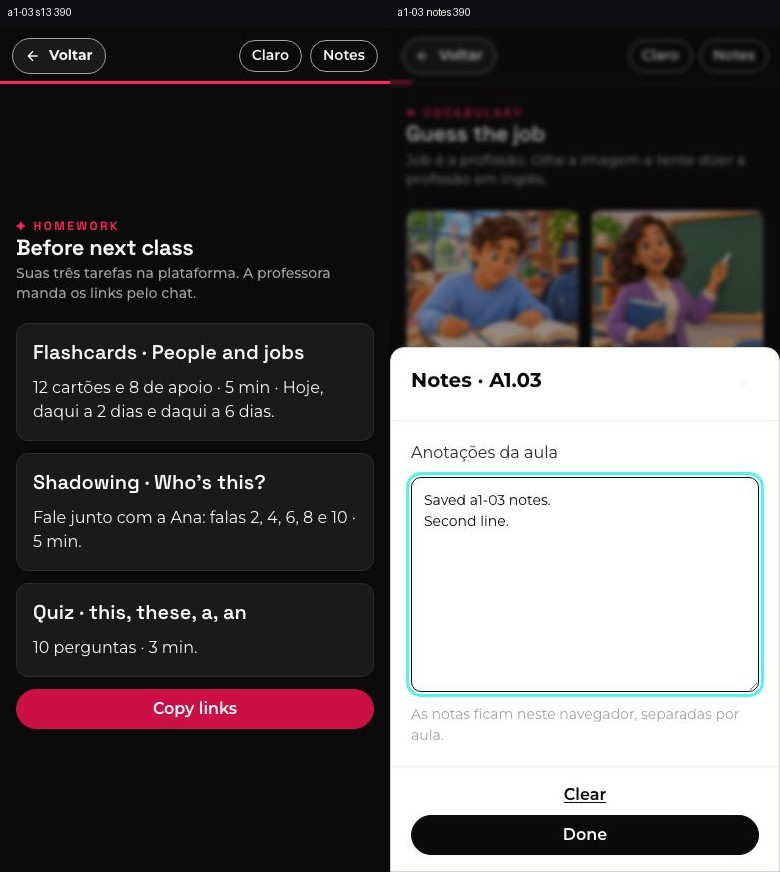 a1-03 s13 390
← Voltar
Claro
Notes
✦ HOMEWORK
Before next class
Suas três tarefas na plataforma. A professora
manda os links pelo chat.
Flashcards · People and jobs
12 cartões e 8 de apoio · 5 min · Hoje,
daqui a 2 dias e daqui a 6 dias.
Shadowing · Who's this?
Fale junto com a Ana: falas 2, 4, 6, 8 e 10 ·
5 min.
Quiz · this, these, a, an
10 perguntas · 3 min.
Copy links
a1-03 notes 390
← Voltar
Claro
Notes
✦ VOCABULARY
Guess the job
Job é a profissão. Olhe a imagem e tente dizer a
profissão em inglês.
Notes · A1.03
×
Anotações da aula
Saved a1-03 notes.
Second line.
As notas ficam neste navegador, separadas por
aula.
Clear
Done